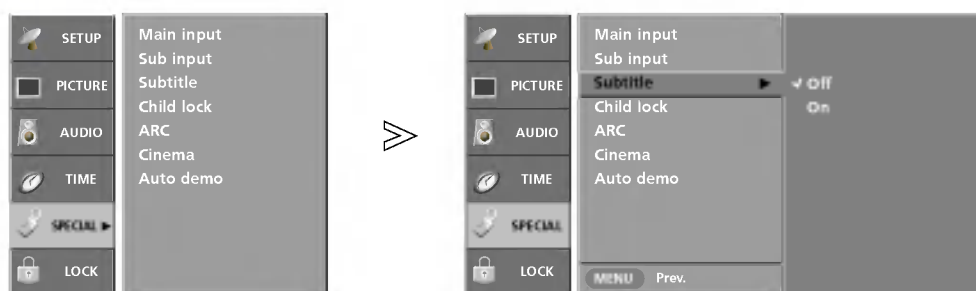 SETUP
PICTURE
AUDIO
TIME
SPECIAL
LOCK
Main input
Sub input
Subtitle
Child lock
ARC
Cinema
Auto demo
SETUP
PICTURE
AUDIO
TIME
SPECIAL
LOCK
Main input
Sub input
Subtitle
Child lock
ARC
Cinema
Auto demo
MENU Prev.
Off
On